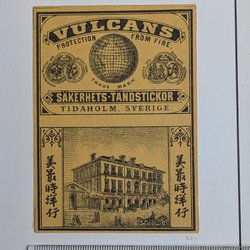 VULCANS
PROTECTION FROM FIRE.
TRADE MARK
SÄKERHETS-TÄNDSTICKOR
TIDAHOLM, SVERIGE
美最時洋行
美最時洋行